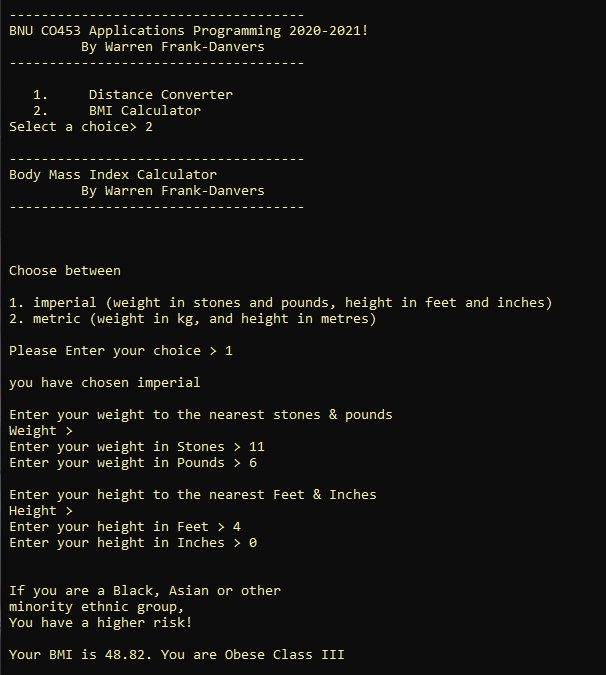 -------------------------------------
BNU CO453 Applications Programming 2020-2021!
By Warren Frank-Danvers
-------------------------------------
1. Distance Converter
2. BMI Calculator
Select a choice> 2
-------------------------------------
Body Mass Index Calculator
By Warren Frank-Danvers
-------------------------------------
Choose between
1. imperial (weight in stones and pounds, height in feet and inches)
2. metric (weight in kg, and height in metres)
Please Enter your choice > 1
you have chosen imperial
Enter your weight to the nearest stones & pounds
Weight >
Enter your weight in Stones > 11
Enter your weight in Pounds > 6
Enter your height to the nearest Feet & Inches
Height >
Enter your height in Feet > 4
Enter your height in Inches > 0
If you are a Black, Asian or other
minority ethnic group,
You have a higher risk!
Your BMI is 48.82. You are Obese Class III